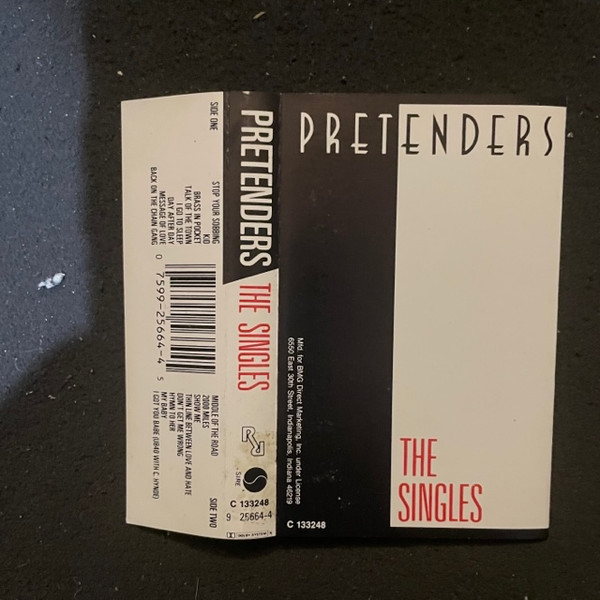 SIDE ONE
STOP YOUR SOBBING
KID
BRASS IN POCKET
TALK OF THE TOWN
I GO TO SLEEP
DAY AFTER DAY
MESSAGE OF LOVE
BACK ON THE CHAIN GANG
0 7599-25664-4 5
MIDDLE OF THE ROAD
2000 MILES
SHOW ME
THIN LINE BETWEEN LOVE AND HATE
DON'T GET ME WRONG
HYMN TO HER
MY BABY
I GOT YOU BABE (UB40 WITH C. HYNDE)
SIDE TWO
PRETENDERS THE SINGLES
SIRE
C 133248
9 25664-4
PRETENDERS
Mfd. for BMG Direct Marketing, Inc. under License
6550 East 30th Street, Indianapolis, Indiana 46219
C 133248
THE
SINGLES